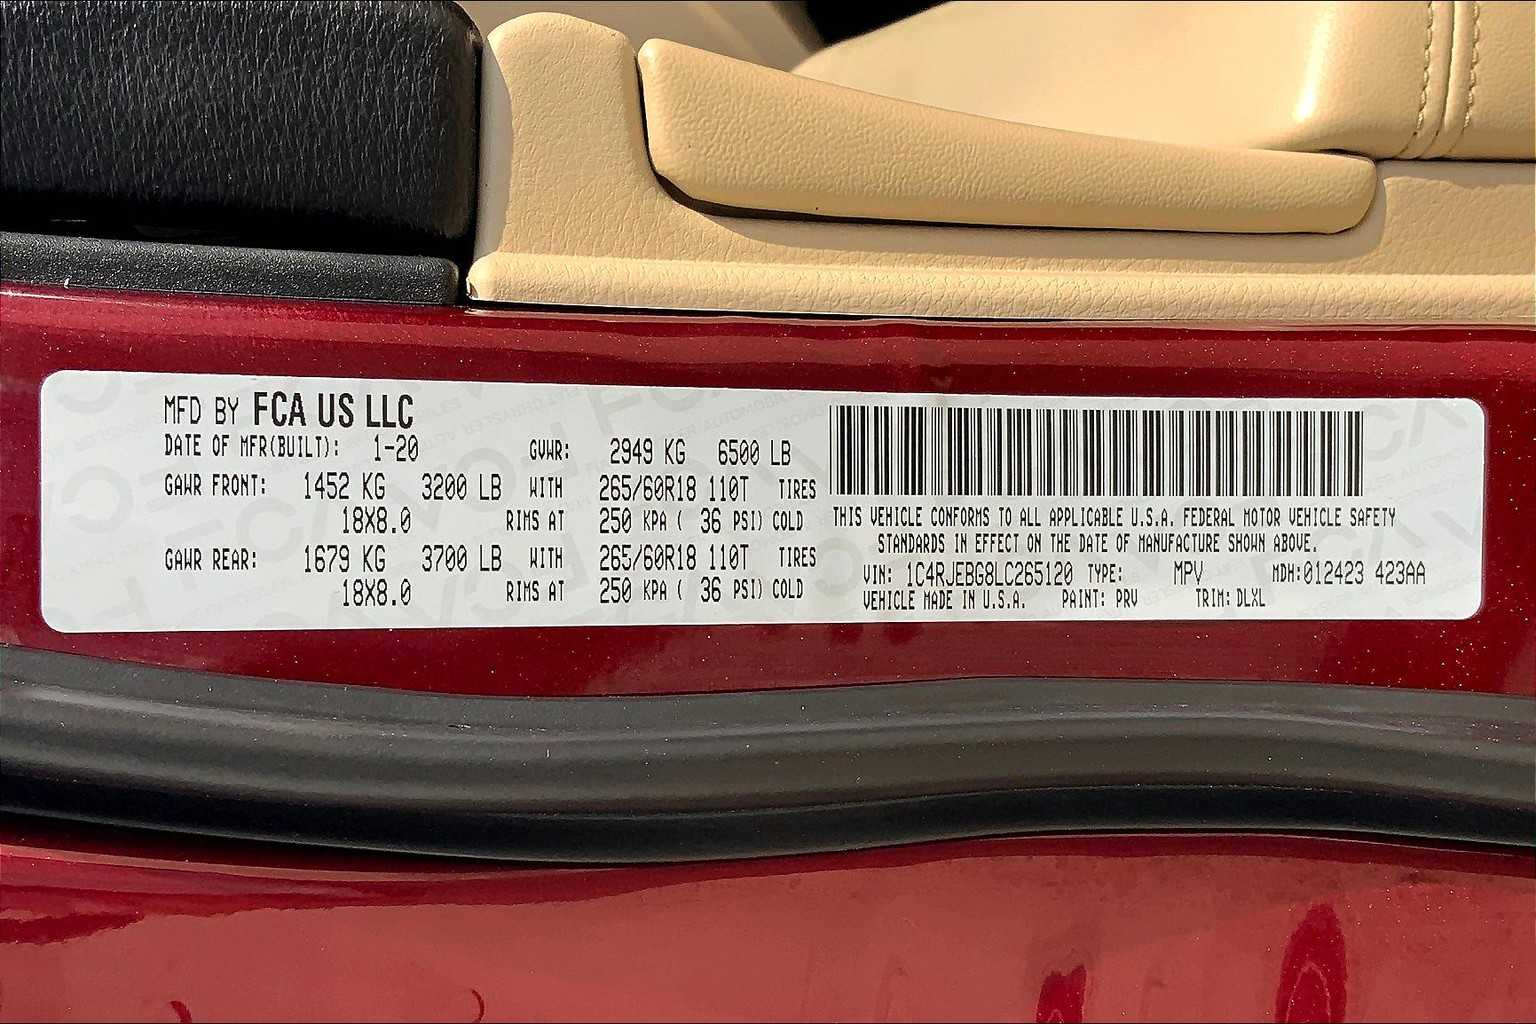 MFD BY FCA US LLC
DATE OF MFR(BUILT): 1-20 GVWR: 2949 KG 6500 LB
GAWR FRONT: 1452 KG 3200 LB WITH 265/60R18 110T TIRES
18X8.0 RIMS AT 250 KPA ( 36 PSI) COLD
GAWR REAR: 1679 KG 3700 LB WITH 265/60R18 110T TIRES
18X8.0 RIMS AT 250 KPA ( 36 PSI) COLD
THIS VEHICLE CONFORMS TO ALL APPLICABLE U.S.A. FEDERAL MOTOR VEHICLE SAFETY
STANDARDS IN EFFECT ON THE DATE OF MANUFACTURE SHOWN ABOVE.
VIN: 1C4RJEBG8LC265120 TYPE: MPV MDH:012423 423AA
VEHICLE MADE IN U.S.A. PAINT: PRV TRIM: DLXL